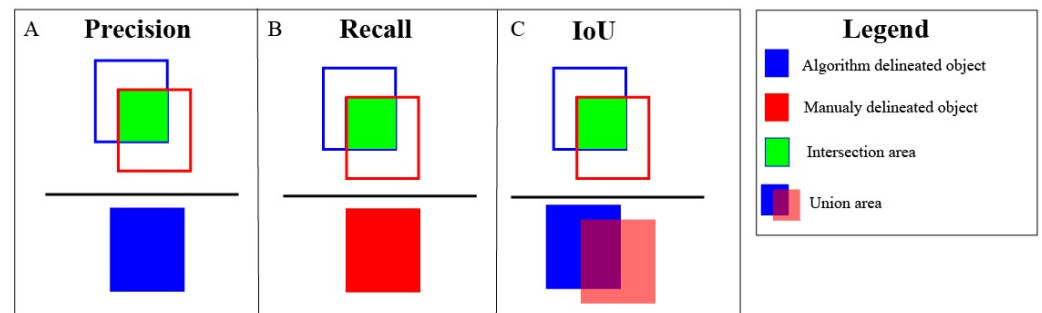 A
Precision
B
Recall
C
IoU
Legend
Algorithm delineated object
Manualy delineated object
Intersection area
Union area